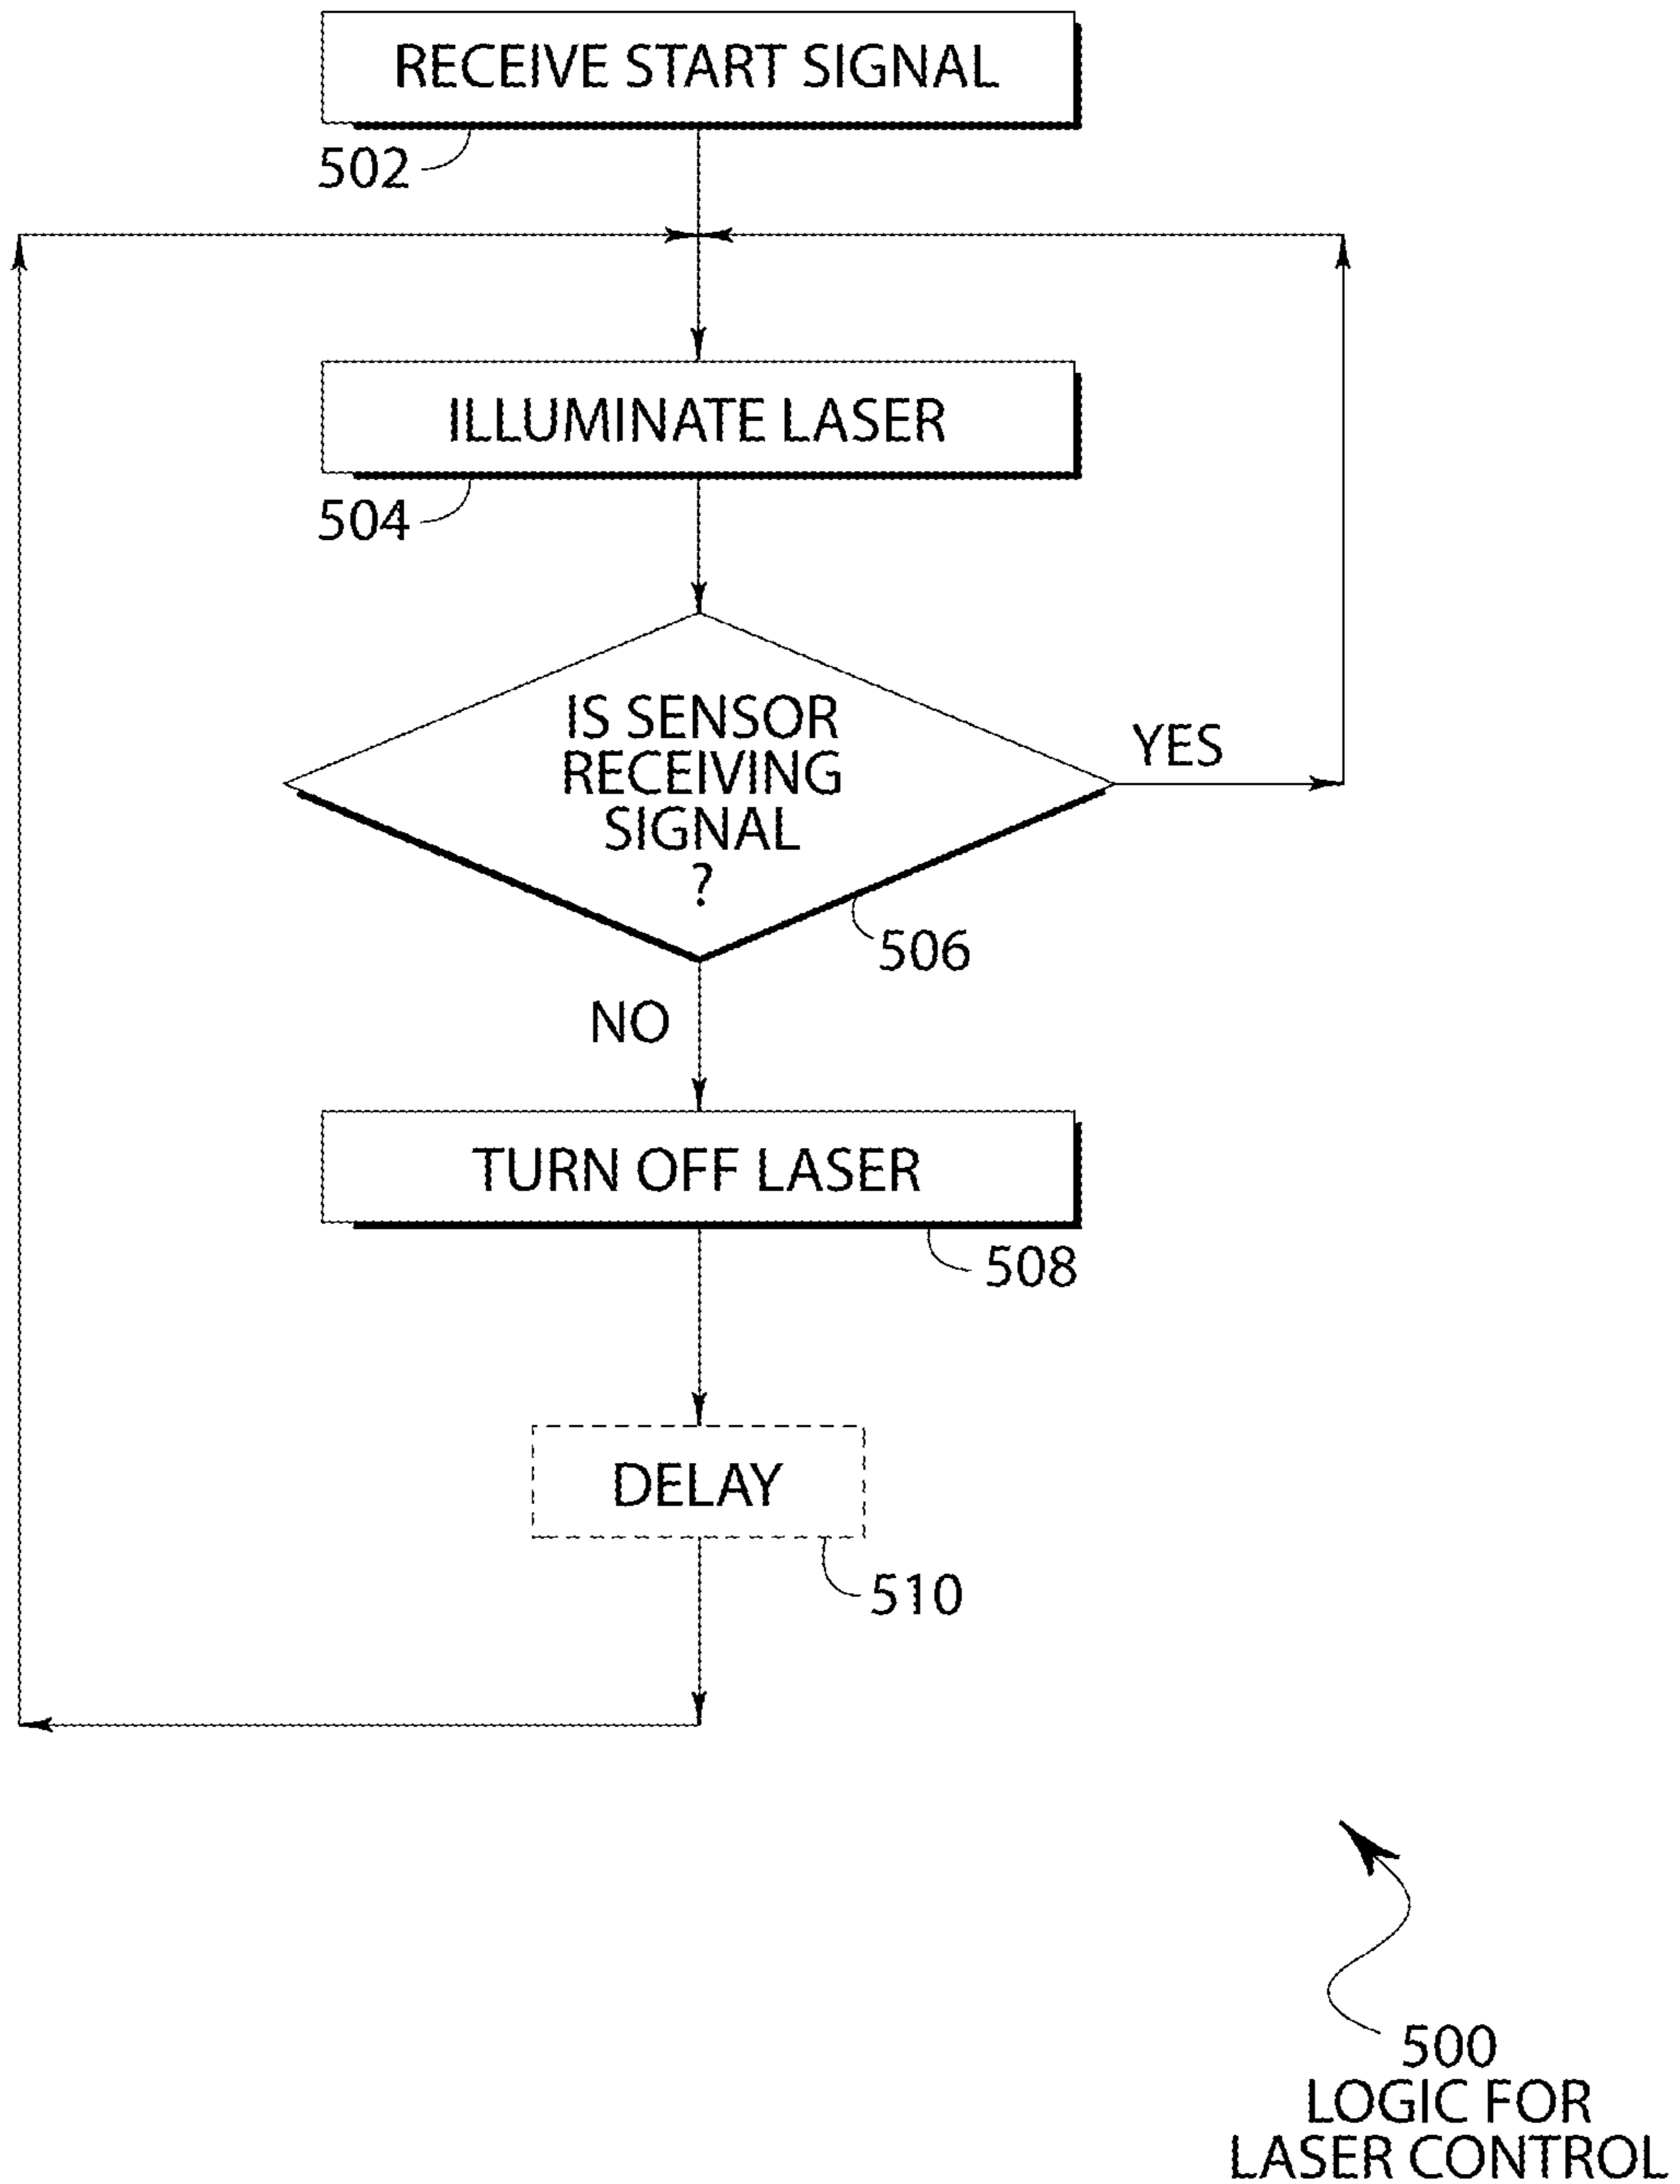 RECEIVE START SIGNAL
502
ILLUMINATE LASER
504
IS SENSOR
RECEIVING
SIGNAL
?
YES
506
NO
TURN OFF LASER
508
DELAY
510
500
LOGIC FOR
LASER CONTROL